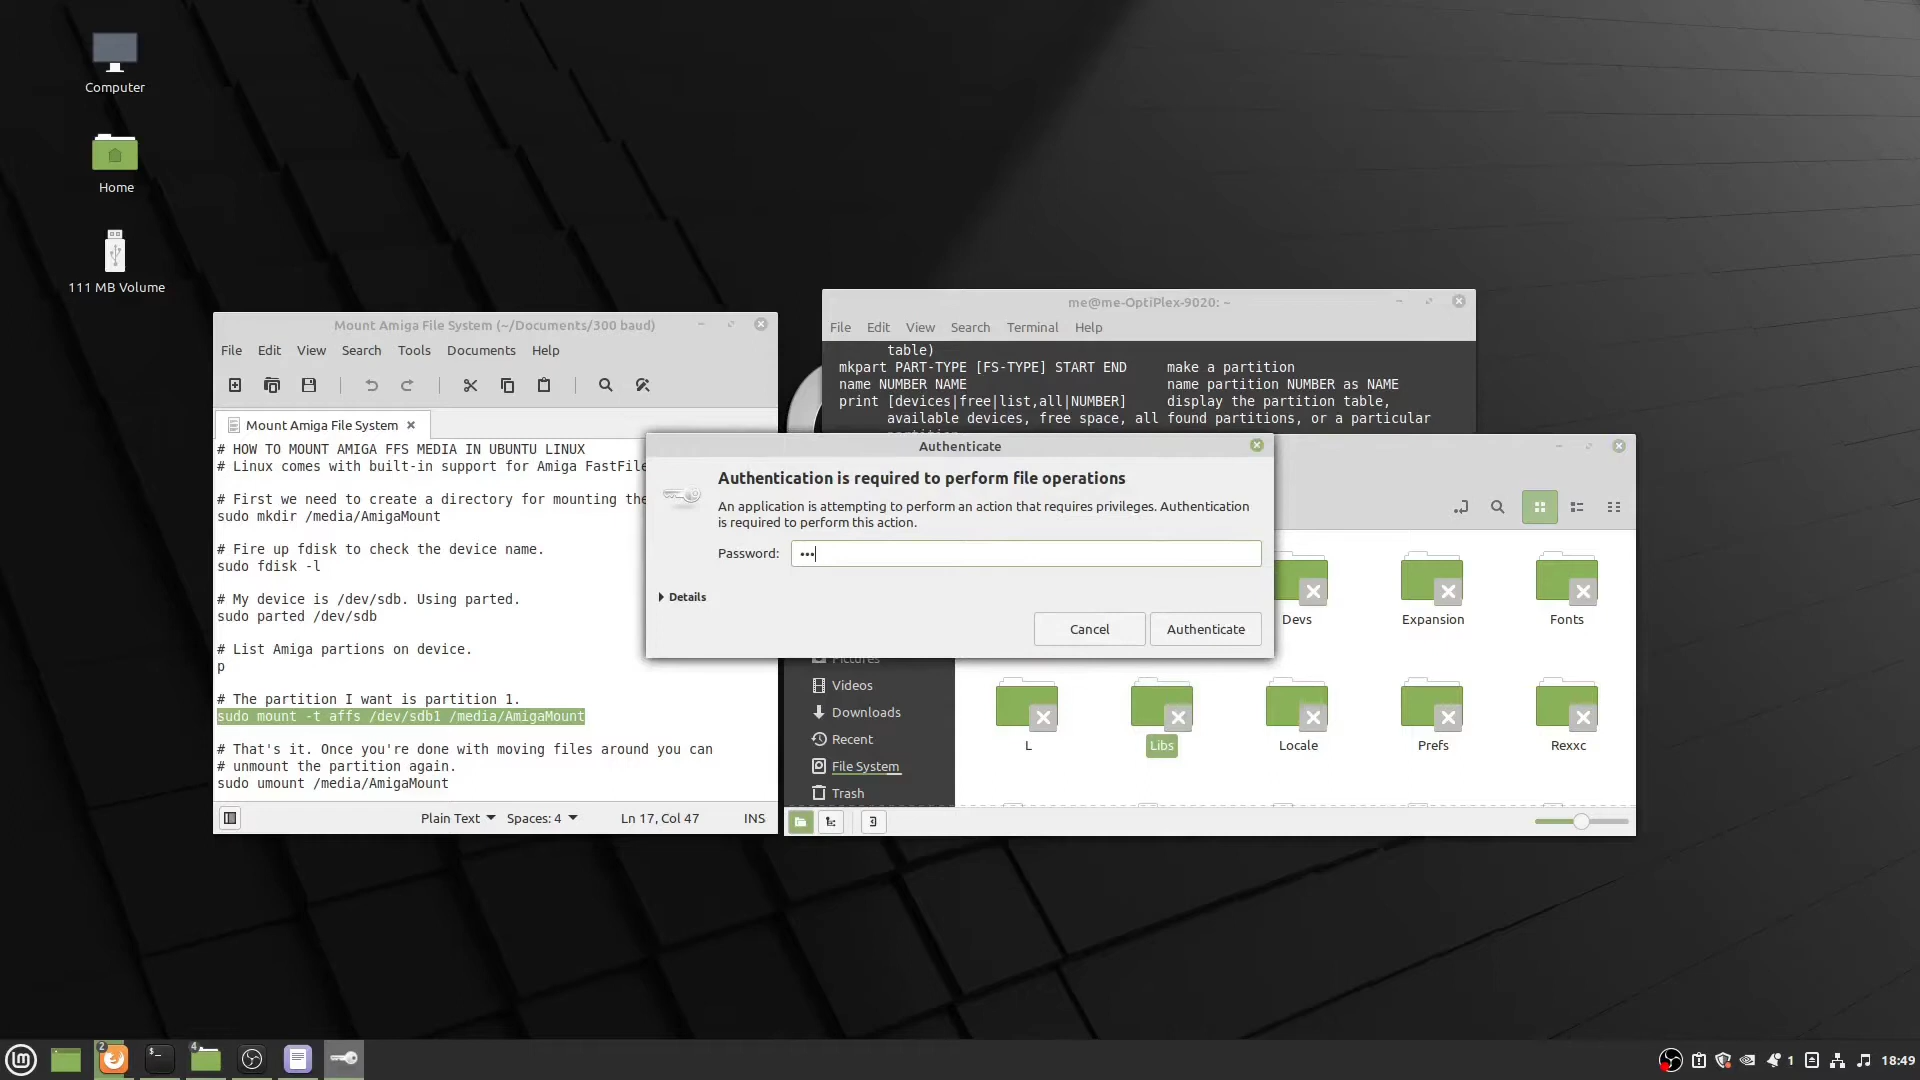 Computer
Home
111 MB Volume
Mount Amiga File System (~/Documents/300 baud)
File Edit View Search Tools Documents Help
Mount Amiga File System
# HOW TO MOUNT AMIGA FFS MEDIA IN UBUNTU LINUX
# Linux comes with built-in support for Amiga FastFile
# First we need to create a directory for mounting the
sudo mkdir /media/AmigaMount
# Fire up fdisk to check the device name.
sudo fdisk -l
# My device is /dev/sdb. Using parted.
sudo parted /dev/sdb
# List Amiga partions on device.
p
# The partition I want is partition 1.
sudo mount -t affs /dev/sdb1 /media/AmigaMount
# That's it. Once you're done with moving files around you can
# unmount the partition again.
sudo umount /media/AmigaMount
Plain Text Spaces: 4 Ln 17, Col 47 INS
me@me-OptiPlex-9020: ~
File Edit View Search Terminal Help
table)
mkpart PART-TYPE [FS-TYPE] START END make a partition
name NUMBER NAME name partition NUMBER as NAME
print [devices|free|list,all|NUMBER] display the partition table,
available devices, free space, all found partitions, or a particular
Authenticate
Authentication is required to perform file operations
An application is attempting to perform an action that requires privileges. Authentication
is required to perform this action.
Password: •••
Details
Cancel Authenticate
Pictures
Videos
Downloads
Recent
File System
Trash
Devs Expansion Fonts
L Libs Locale Prefs Rexxc
2
4
1
18:49